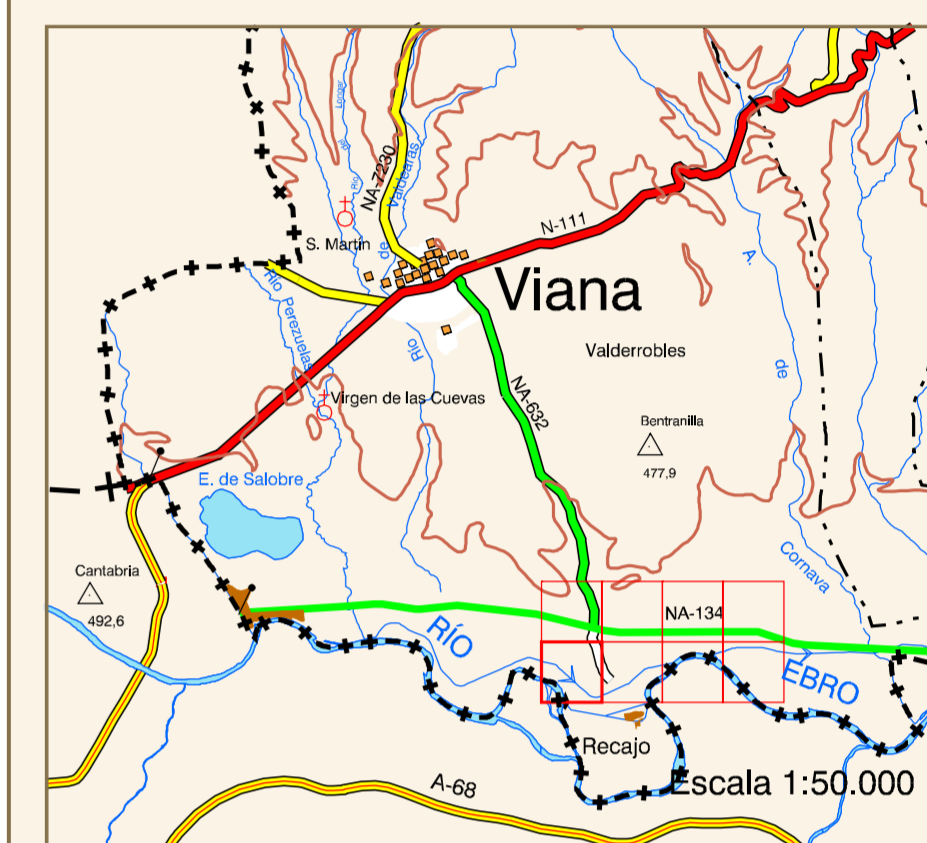 Río
del
Longar
NA-7230
Río
de
Valdearas
S. Martín
N-111
Viana
Río Perezuelas
Río
Valderrobles
A.
de
Cornava
NA-632
Virgen de las Cuevas
Bentranilla
477,9
E. de Salobre
Cantabria
492,6
NA-134
RÍO
EBRO
Recajo
A-68
Escala 1:50.000